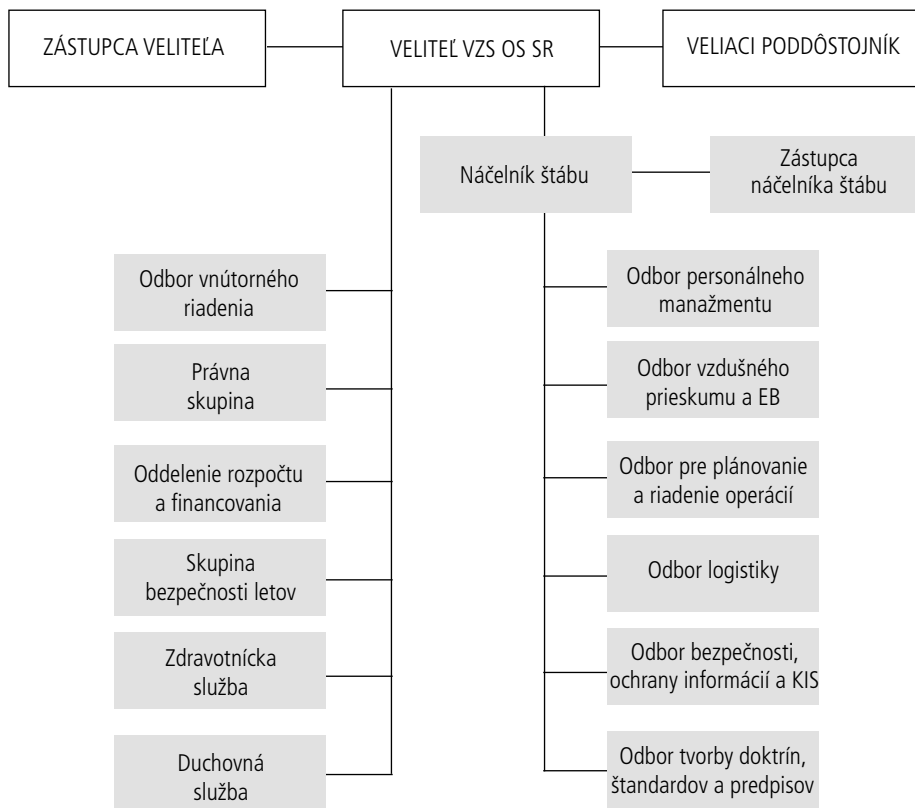 ZÁSTUPCA VELITEĽA
VELITEĽ VZS OS SR
VELIACI PODDÔSTOJNÍK
Náčelník štábu
Zástupca
náčelníka štábu
Odbor vnútorného
riadenia
Právna
skupina
Oddelenie rozpočtu
a financovania
Skupina
bezpečnosti letov
Zdravotnícka
služba
Duchovná
služba
Odbor personálneho
manažmentu
Odbor vzdušného
prieskumu a EB
Odbor pre plánovanie
a riadenie operácií
Odbor logistiky
Odbor bezpečnosti,
ochrany informácií a KIS
Odbor tvorby doktrín,
štandardov a predpisov